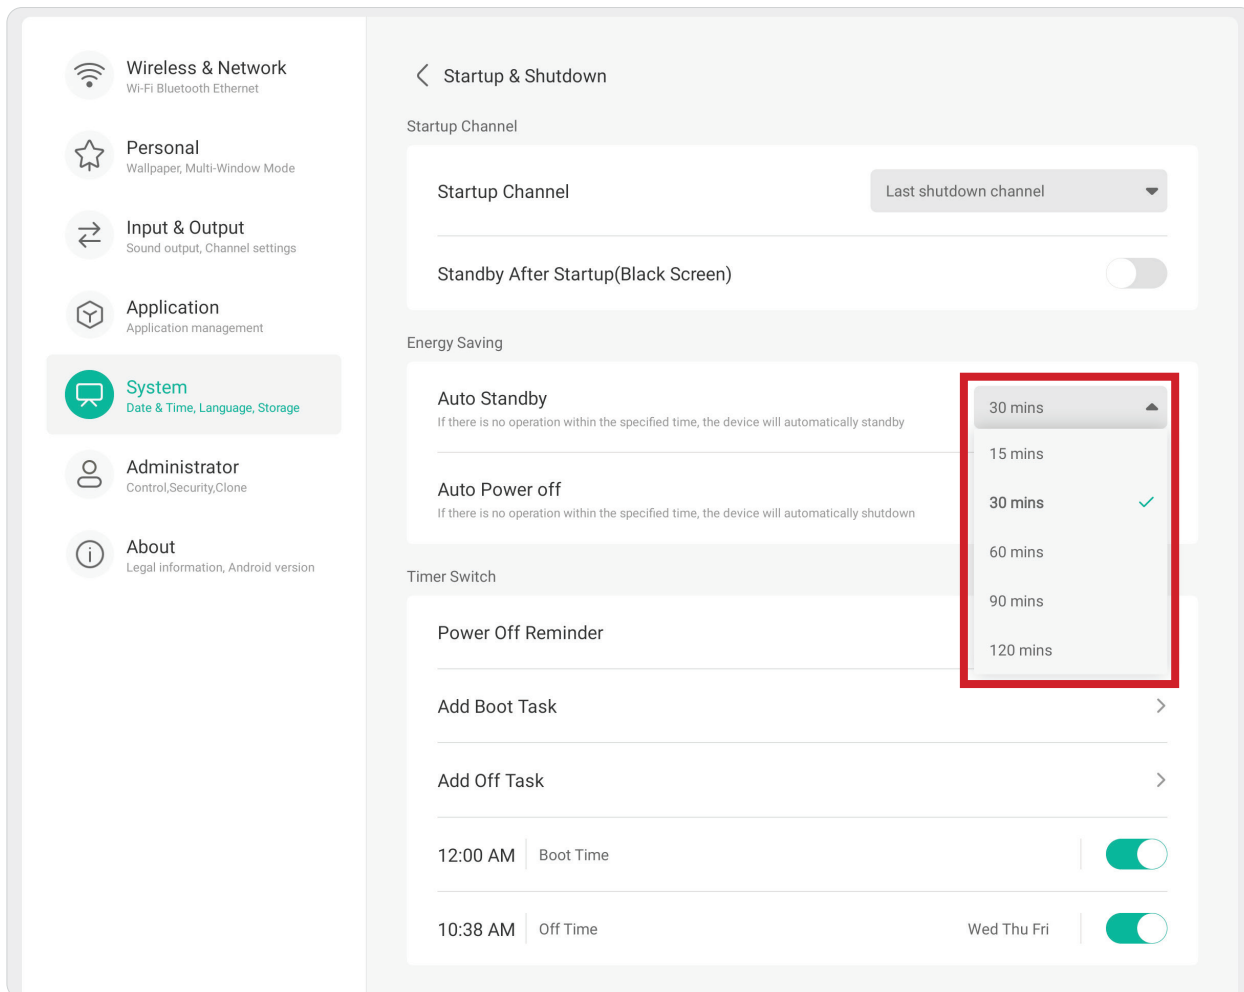 Wireless & Network
Wi-Fi Bluetooth Ethernet
Personal
Wallpaper, Multi-Window Mode
Input & Output
Sound output, Channel settings
Application
Application management
System
Date & Time, Language, Storage
Administrator
Control,Security,Clone
About
Legal information, Android version
Startup & Shutdown
Startup Channel
Startup Channel
Last shutdown channel
Standby After Startup(Black Screen)
Energy Saving
Auto Standby
If there is no operation within the specified time, the device will automatically standby
30 mins
15 mins
30 mins
60 mins
90 mins
120 mins
Auto Power off
If there is no operation within the specified time, the device will automatically shutdown
Timer Switch
Power Off Reminder
Add Boot Task
Add Off Task
12:00 AM Boot Time
10:38 AM Off Time Wed Thu Fri